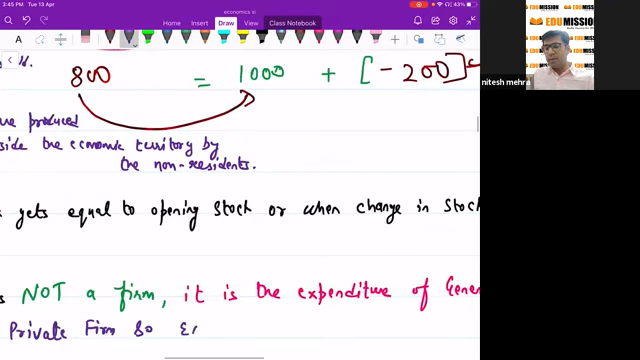 3:45 PM Tue 13 Apr
economics xi
43%
Home Insert Draw View Class Notebook
EDUMISSION EDUMISSION
nitesh mehra
800 = 1000 + [-200]
produced
the economic territory by
the non-residents.
gets equal to opening stock or when change in stock
NOT a firm, it is the expenditure of Gener
Private Firm so